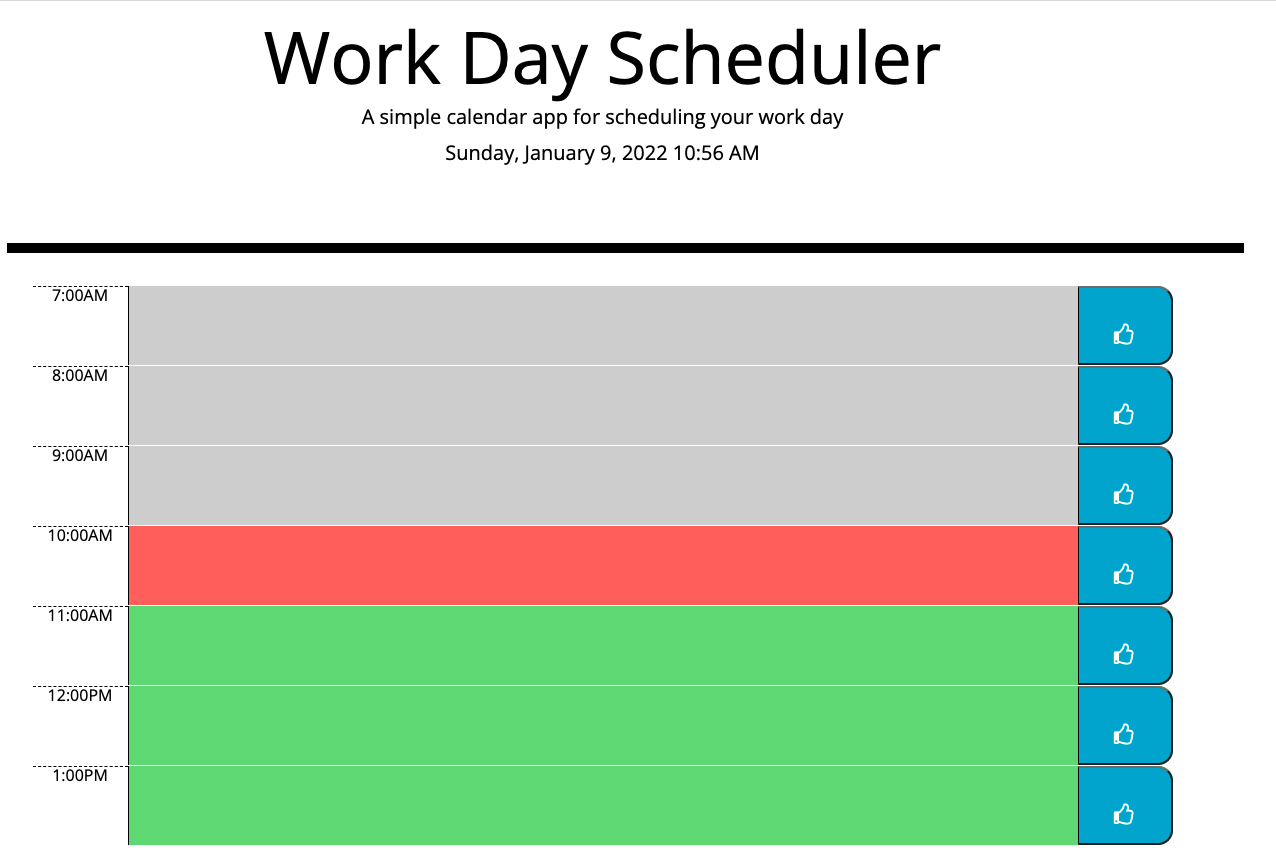 Work Day Scheduler
A simple calendar app for scheduling your work day
Sunday, January 9, 2022 10:56 AM
7:00AM
8:00AM
9:00AM
10:00AM
11:00AM
12:00PM
1:00PM